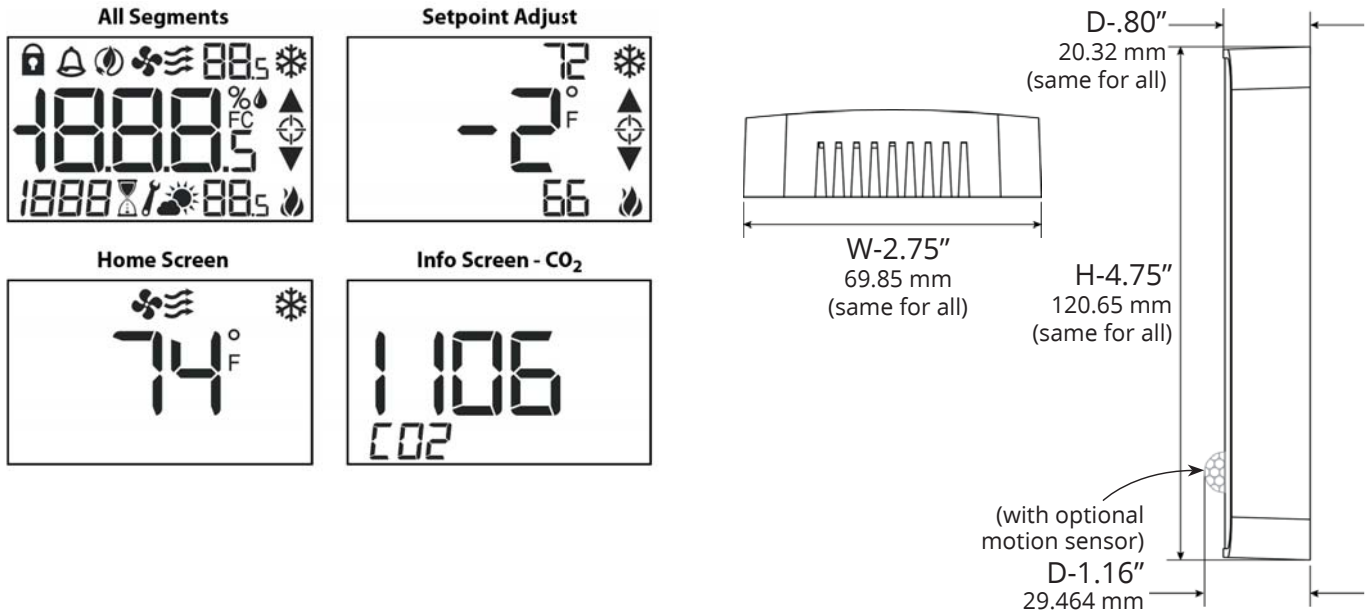 All Segments
88.5
-188.8.5
%
FC
1888
88.5
Setpoint Adjust
72
-2°
F
66
Home Screen
74°
F
Info Screen - CO2
1106
CO2
W-2.75”
69.85 mm
(same for all)
D-.80”
20.32 mm
(same for all)
H-4.75”
120.65 mm
(same for all)
(with optional
motion sensor)
D-1.16”
29.464 mm